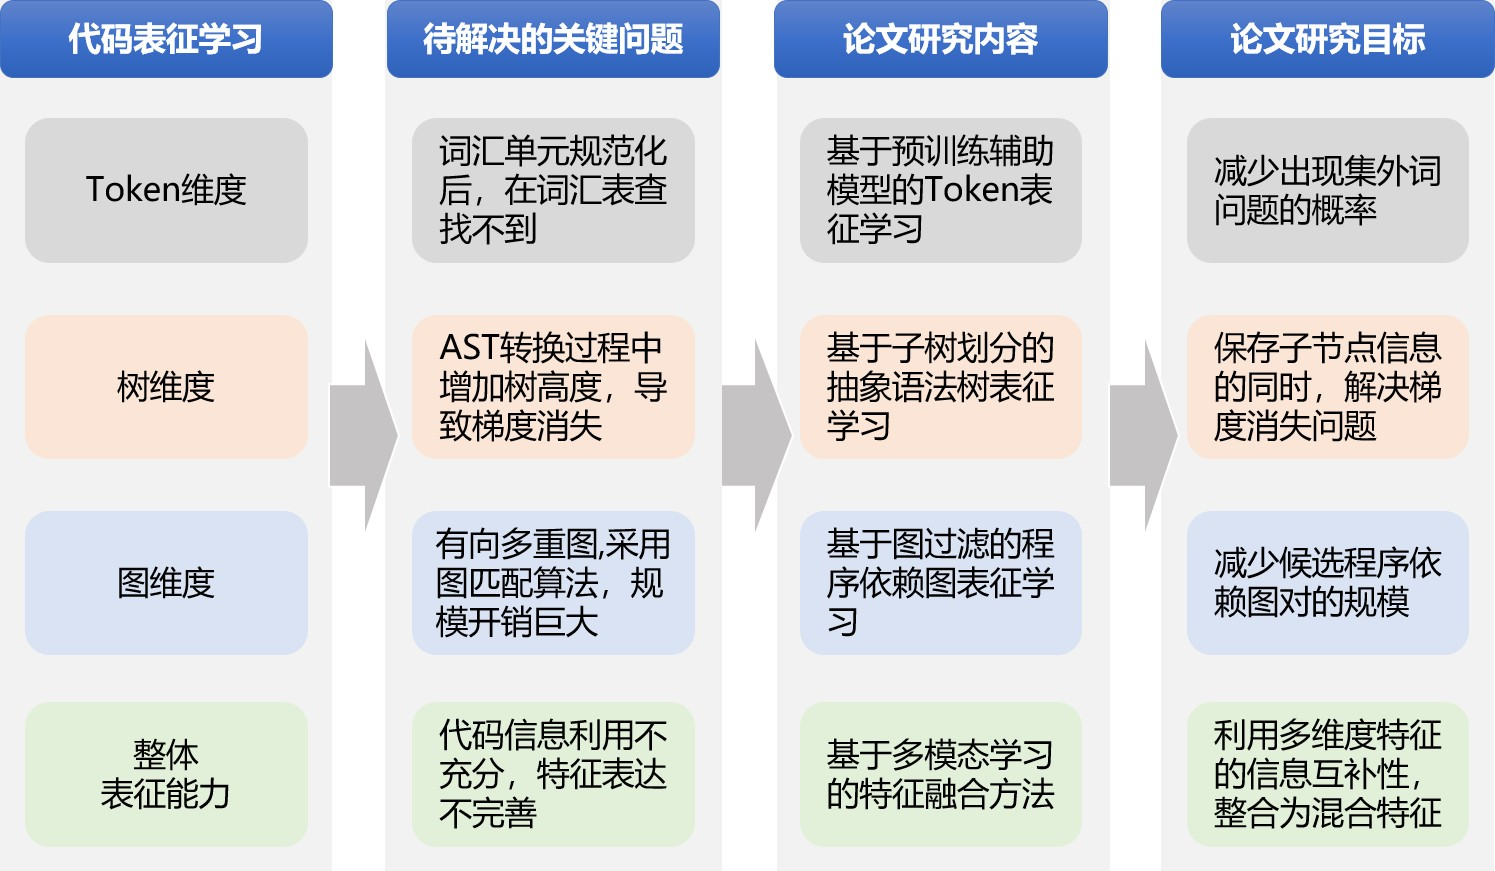 代码表征学习
待解决的关键问题
论文研究内容
论文研究目标
Token维度
词汇单元规范化
后，在词汇表查
找不到
基于预训练辅助
模型的Token表
征学习
减少出现集外词
问题的概率
树维度
AST转换过程中
增加树高度，导
致梯度消失
基于子树划分的
抽象语法树表征
学习
保存子节点信息
的同时，解决梯
度消失问题
图维度
有向多重图,采用
图匹配算法，规
模开销巨大
基于图过滤的程
序依赖图表征学
习
减少候选程序依
赖图对的规模
整体
表征能力
代码信息利用不
充分，特征表达
不完善
基于多模态学习
的特征融合方法
利用多维度特征
的信息互补性，
整合为混合特征